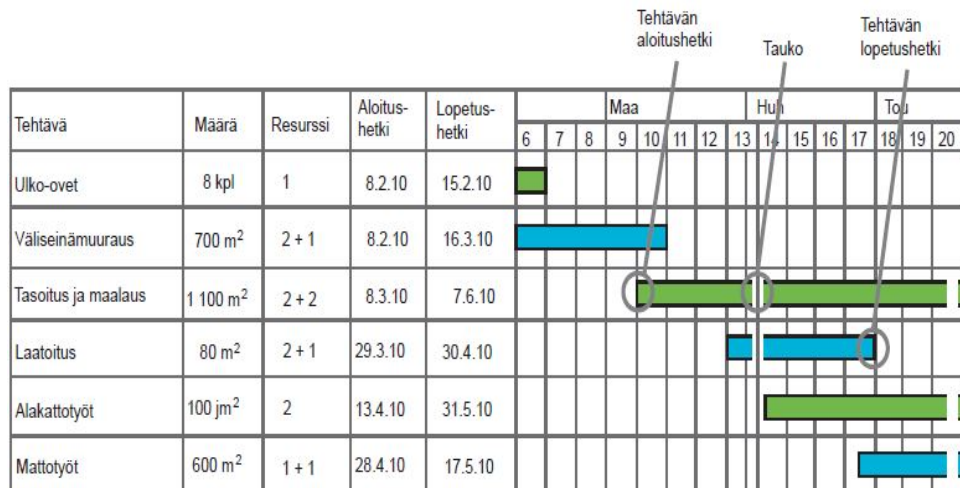 Tehtävän
aloitushetki
Tauko
Tehtävän
lopetushetki
Tehtävä Määrä Resurssi Aloitus-
hetki Lopetus-
hetki Maa Huh Tou
6 7 8 9 10 11 12 13 14 15 16 17 18 19 20
Ulko-ovet 8 kpl 1 8.2.10 15.2.10
Väliseinämuuraus 700 m² 2 + 1 8.2.10 16.3.10
Tasoitus ja maalaus 1 100 m² 2 + 2 8.3.10 7.6.10
Laatoitus 80 m² 2 + 1 29.3.10 30.4.10
Alakattotyöt 100 jm² 2 13.4.10 31.5.10
Mattotyöt 600 m² 1 + 1 28.4.10 17.5.10